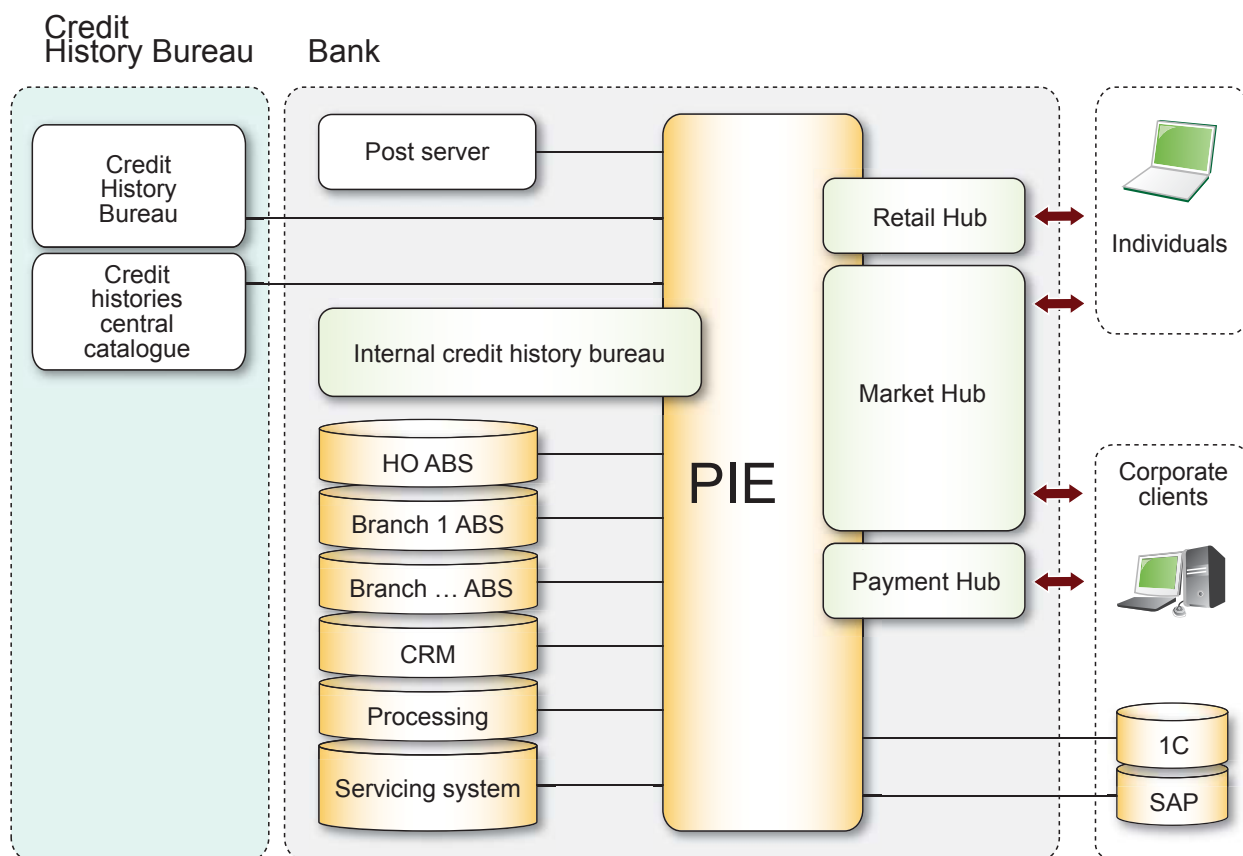 Credit
History Bureau
Bank
Credit
History
Bureau
Credit
histories
central
catalogue
Post server
Internal credit history bureau
HO ABS
Branch 1 ABS
Branch … ABS
CRM
Processing
Servicing system
PIE
Retail Hub
Market Hub
Payment Hub
Individuals
Corporate
clients
1C
SAP